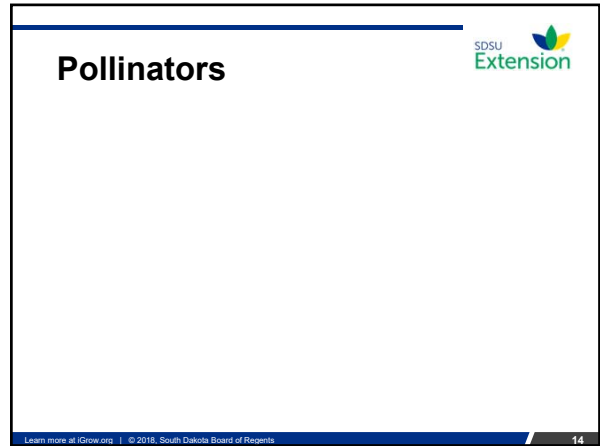 SDSU
Extension
Pollinators
Learn more at iGrow.org | © 2018, South Dakota Board of Regents
14